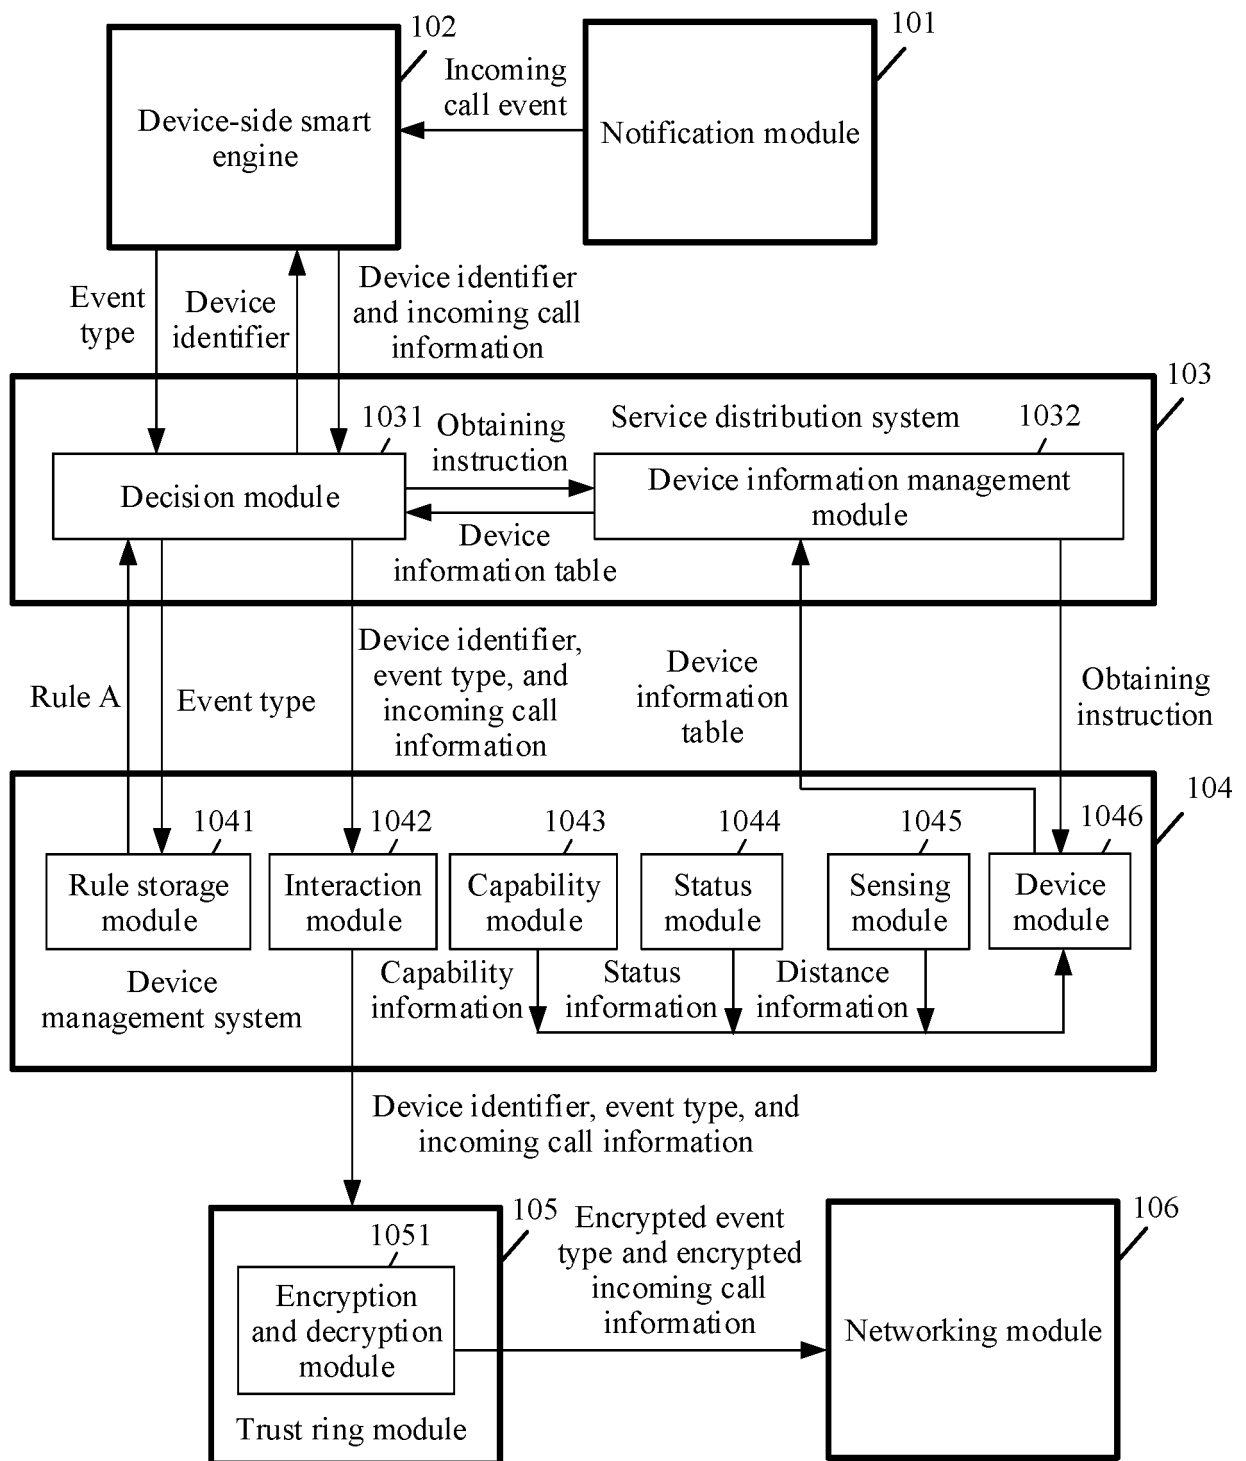 102
101
Device-side smart
engine
Incoming
call event
Notification module
Event
type
Device
identifier
Device identifier
and incoming call
information
103
Service distribution system
1031
Decision module
Obtaining
instruction
Device
information table
1032
Device information management
module
Rule A
Event type
Device identifier,
event type, and
incoming call
information
Device
information
table
Obtaining
instruction
104
1041
Rule storage
module
1042
Interaction
module
1043
Capability
module
1044
Status
module
1045
Sensing
module
1046
Device
module
Device
management system
Capability
information
Status
information
Distance
information
Device identifier, event type, and
incoming call information
105
1051
Encryption
and decryption
module
Trust ring module
Encrypted event
type and encrypted
incoming call
information
106
Networking module